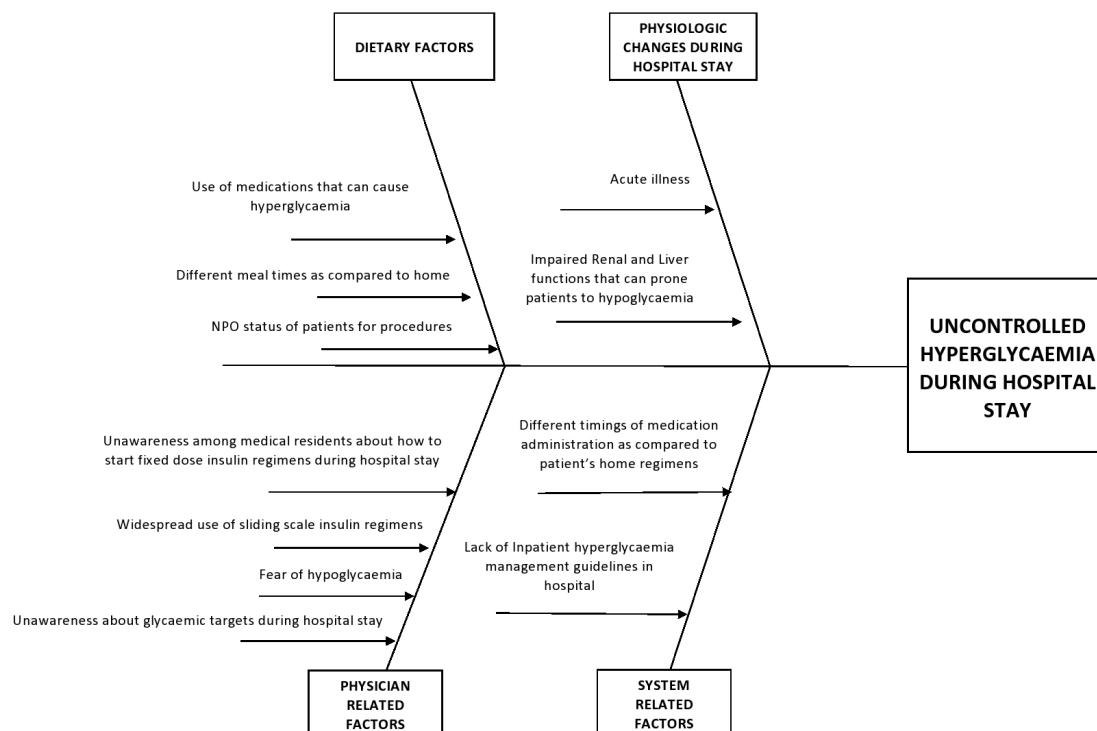 DIETARY FACTORS
PHYSIOLOGIC
CHANGES DURING
HOSPITAL STAY
Use of medications that can cause
hyperglycaemia
Different meal times as compared to home
NPO status of patients for procedures
Acute illness
Impaired Renal and Liver
functions that can prone
patients to hypoglycaemia
UNCONTROLLED
HYPERGLYCAEMIA
DURING HOSPITAL
STAY
Unawareness among medical residents about how to
start fixed dose insulin regimens during hospital stay
Widespread use of sliding scale insulin regimens
Fear of hypoglycaemia
Unawareness about glycaemic targets during hospital stay
Different timings of medication
administration as compared to
patient's home regimens
Lack of Inpatient hyperglycaemia
management guidelines in
hospital
PHYSICIAN
RELATED
FACTORS
SYSTEM
RELATED
FACTORS